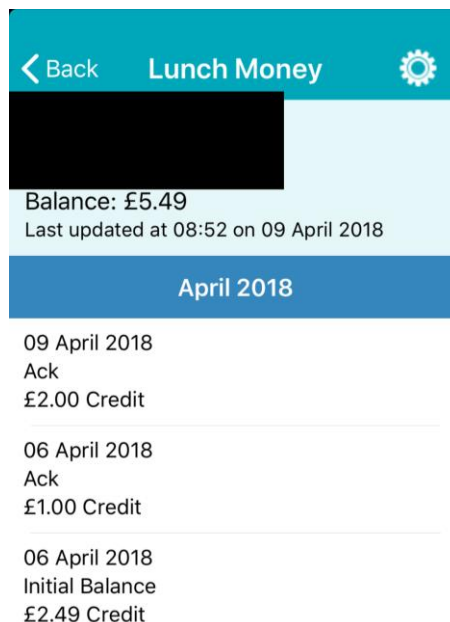 Back Lunch Money
Balance: £5.49
Last updated at 08:52 on 09 April 2018
April 2018
09 April 2018
Ack
£2.00 Credit
06 April 2018
Ack
£1.00 Credit
06 April 2018
Initial Balance
£2.49 Credit